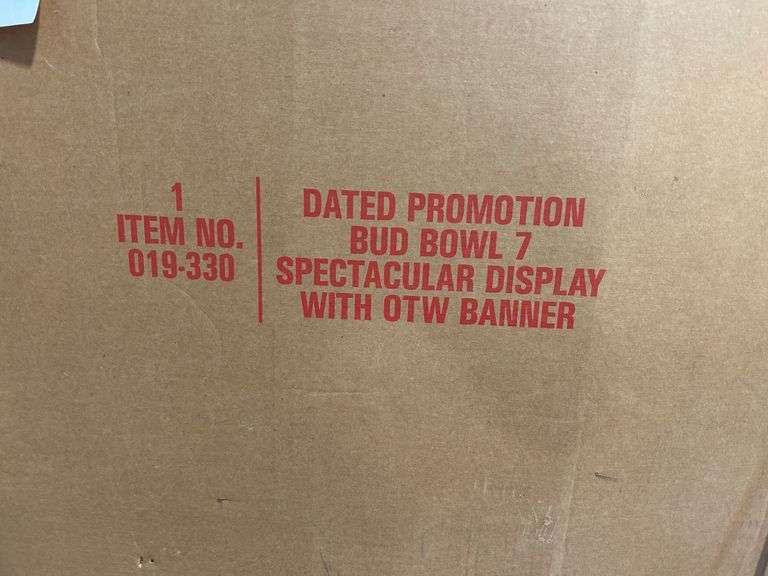 1
ITEM NO.
019-330
DATED PROMOTION
BUD BOWL 7
SPECTACULAR DISPLAY
WITH OTW BANNER